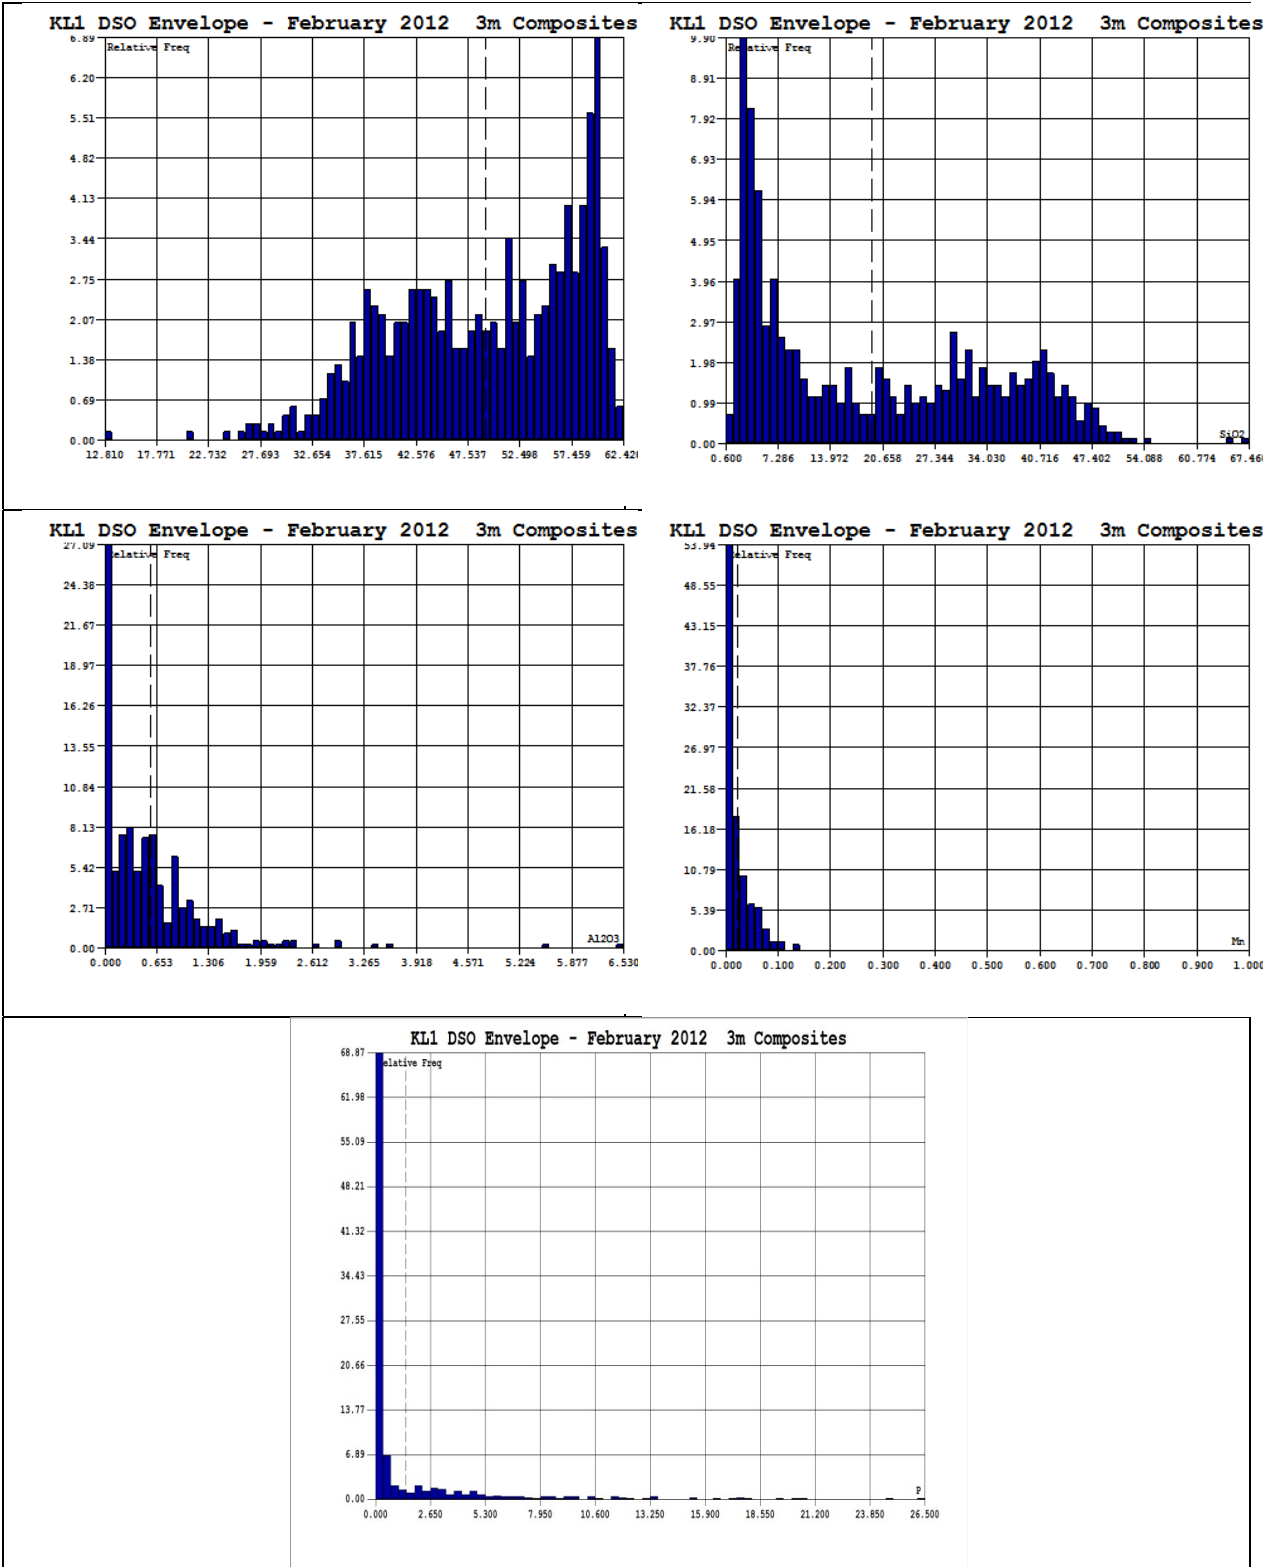 KL1 DSO Envelope - February 2012 3m Composites
6.89
Relative Freq
6.20
5.51
4.82
4.13
3.44
2.75
2.07
1.38
0.69
0.00
12.810 17.771 22.732 27.693 32.654 37.615 42.576 47.537 52.498 57.459 62.420
KL1 DSO Envelope - February 2012 3m Composites
9.90
Relative Freq
8.91
7.92
6.93
5.94
4.95
3.96
2.97
1.98
0.99
SiO2
0.00
0.600 7.286 13.972 20.658 27.344 34.030 40.716 47.402 54.088 60.774 67.460
KL1 DSO Envelope - February 2012 3m Composites
27.09
Relative Freq
24.38
21.67
18.97
16.26
13.55
10.84
8.13
5.42
2.71
Al2O3
0.00
0.000 0.653 1.306 1.959 2.612 3.265 3.918 4.571 5.224 5.877 6.530
KL1 DSO Envelope - February 2012 3m Composites
53.94
Relative Freq
48.55
43.15
37.76
32.37
26.97
21.58
16.18
10.79
5.39
Mn
0.00
0.000 0.100 0.200 0.300 0.400 0.500 0.600 0.700 0.800 0.900 1.000
KL1 DSO Envelope - February 2012 3m Composites
68.87
elative Freq
61.98
55.09
48.21
41.32
34.43
27.55
20.66
13.77
6.89
P
0.00
0.000 2.650 5.300 7.950 10.600 13.250 15.900 18.550 21.200 23.850 26.500